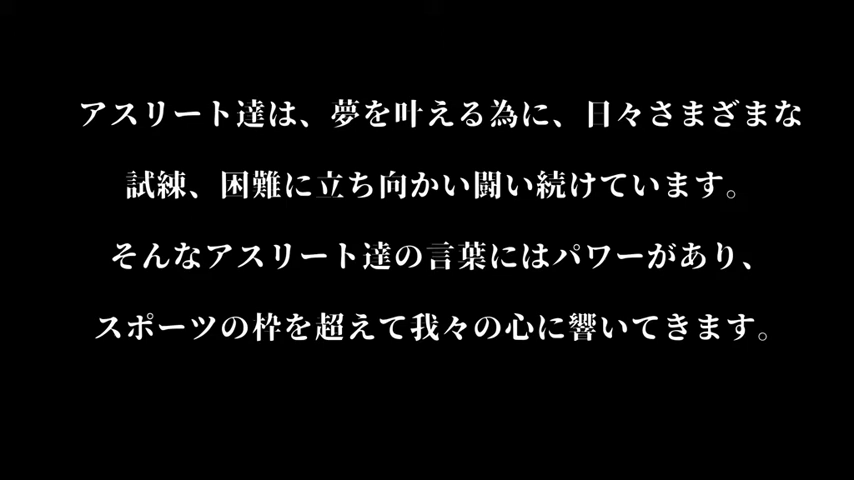 アスリート達は、夢を叶える為に、日々さまざまな
試練、困難に立ち向かい闘い続けています。
そんなアスリート達の言葉にはパワーがあり、
スポーツの枠を超えて我々の心に響いてきます。